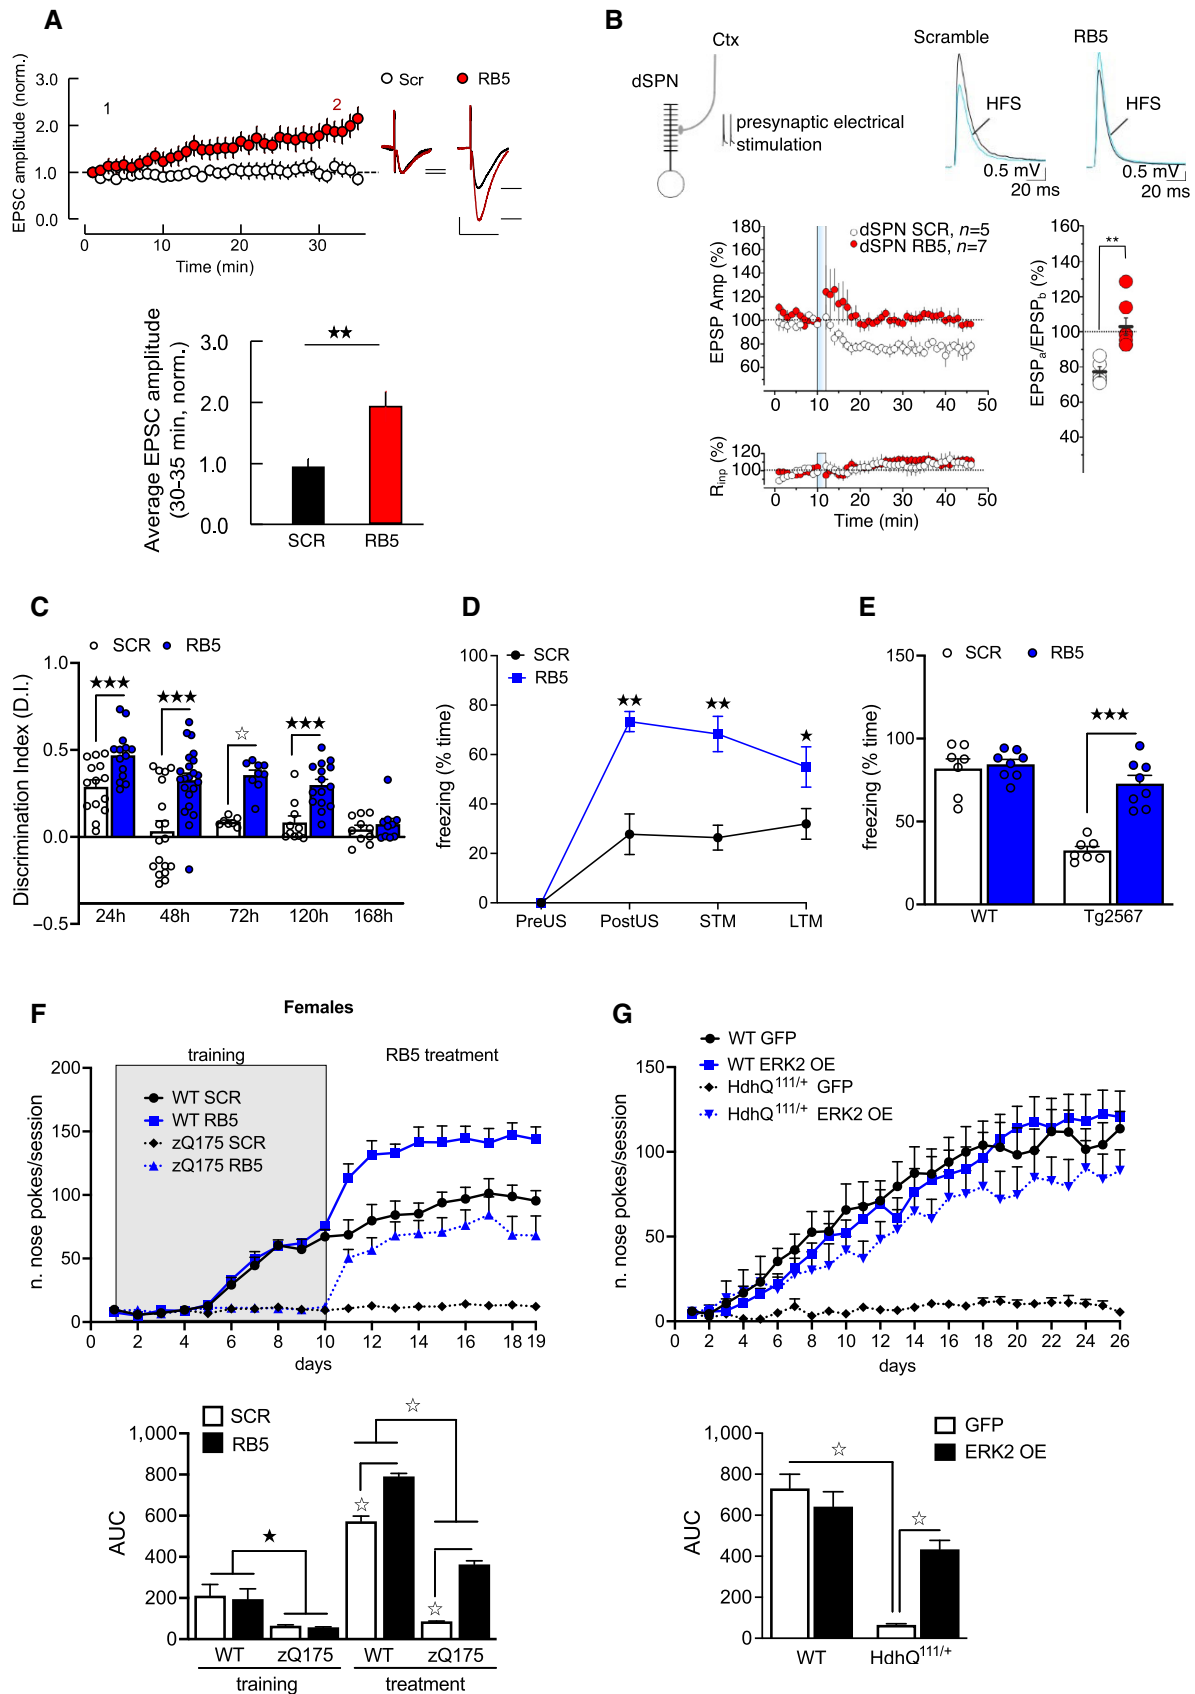 A
EPSC amplitude (norm.)
3.0
2.0
1.0
0.0
1
2
Scr
RB5
0
10
20
30
Time (min)
Average EPSC amplitude
(30-35 min, norm.)
3.0
2.0
1.0
0.0
★★
SCR
RB5
B
Ctx
dSPN
presynaptic electrical
stimulation
Scramble
RB5
HFS
HFS
0.5 mV
20 ms
0.5 mV
20 ms
dSPN SCR, n=5
dSPN RB5, n=7
EPSP Amp (%)
180
160
140
120
100
80
60
0
10
20
30
40
50
Rinp (%)
120
100
0
10
20
30
40
50
Time (min)
EPSPa/EPSPb (%)
160
140
120
100
80
60
40
**
C
SCR
RB5
Discrimination Index (D.I.)
1.0
0.5
0.0
−0.5
★★★
★★★
☆
★★★
24h
48h
72h
120h
168h
D
SCR
RB5
freezing (% time)
100
80
60
40
20
0
★★
★★
★
PreUS
PostUS
STM
LTM
E
SCR
RB5
freezing (% time)
150
100
50
0
★★★
WT
Tg2567
F
Females
training
RB5 treatment
n. nose pokes/session
200
150
100
50
0
WT SCR
WT RB5
zQ175 SCR
zQ175 RB5
0
2
4
6
8
10
12
14
16
18 19
days
SCR
RB5
AUC
1,000
800
600
400
200
0
★
☆
☆
☆
WT
zQ175
WT
zQ175
training
treatment
G
WT GFP
WT ERK2 OE
HdhQ111/+ GFP
HdhQ111/+ ERK2 OE
n. nose pokes/session
150
100
50
0
0
2
4
6
8
10
12
14
16
18
20
22
24
26
days
GFP
ERK2 OE
AUC
1,000
800
600
400
200
0
☆
☆
WT
HdhQ111/+